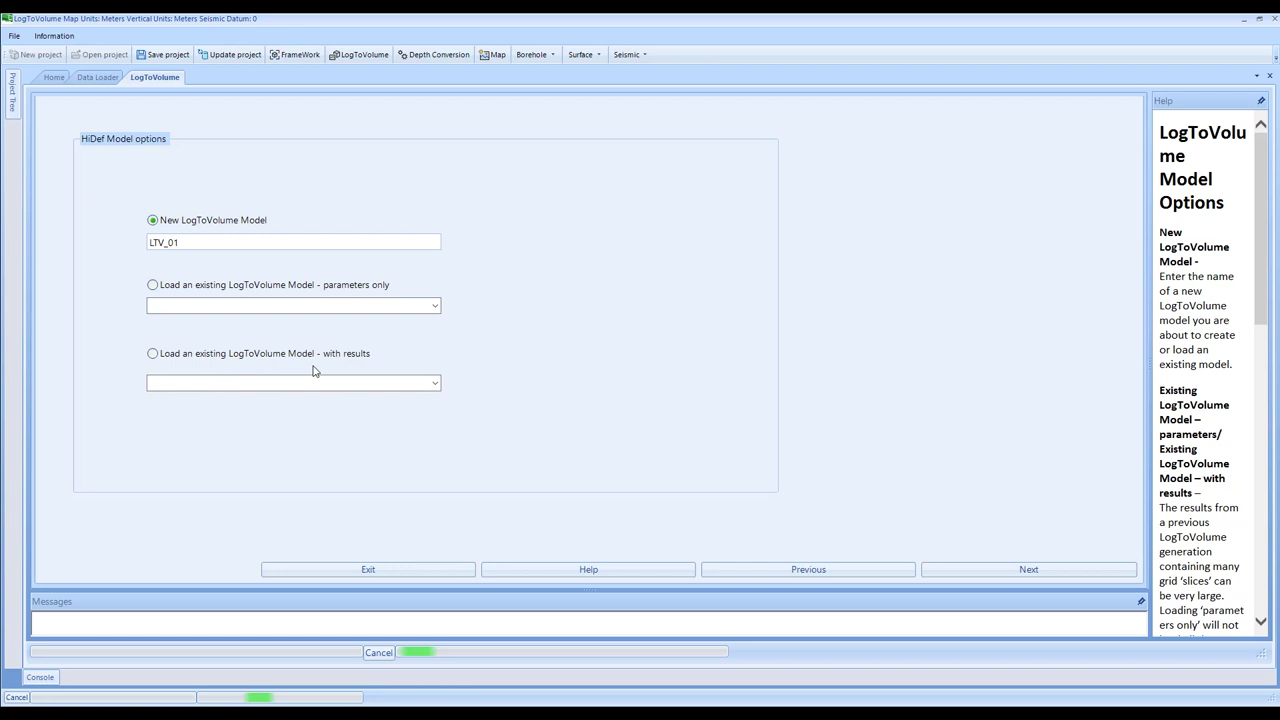 LogToVolume Map Units: Meters Vertical Units: Meters Seismic Datum: 0
File Information
New project Open project Save project Update project FrameWork LogToVolume Depth Conversion Map Borehole Surface Seismic
Home Data Loader LogToVolume
Project Tree
HiDef Model options
New LogToVolume Model
LTV_01
Load an existing LogToVolume Model - parameters only
Load an existing LogToVolume Model - with results
Exit Help Previous Next
Help
LogToVolu
me
Model
Options
New
LogToVolume
Model -
Enter the name
of a new
LogToVolume
model you are
about to create
or load an
existing model.
Existing
LogToVolume
Model –
parameters/
Existing
LogToVolume
Model – with
results –
The results from
a previous
LogToVolume
generation
containing many
grid ‘slices’ can
be very large.
Loading ‘paramet
ers only’ will not
Messages
Cancel
Console
Cancel